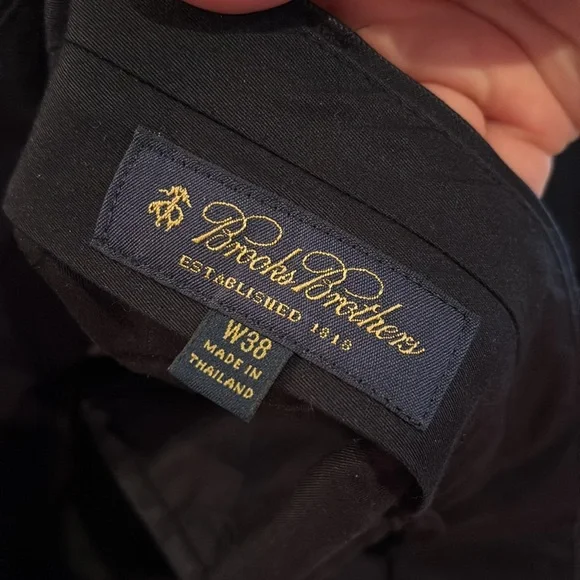 Brooks Brothers
ESTABLISHED 1818
W38
MADE IN
THAILAND